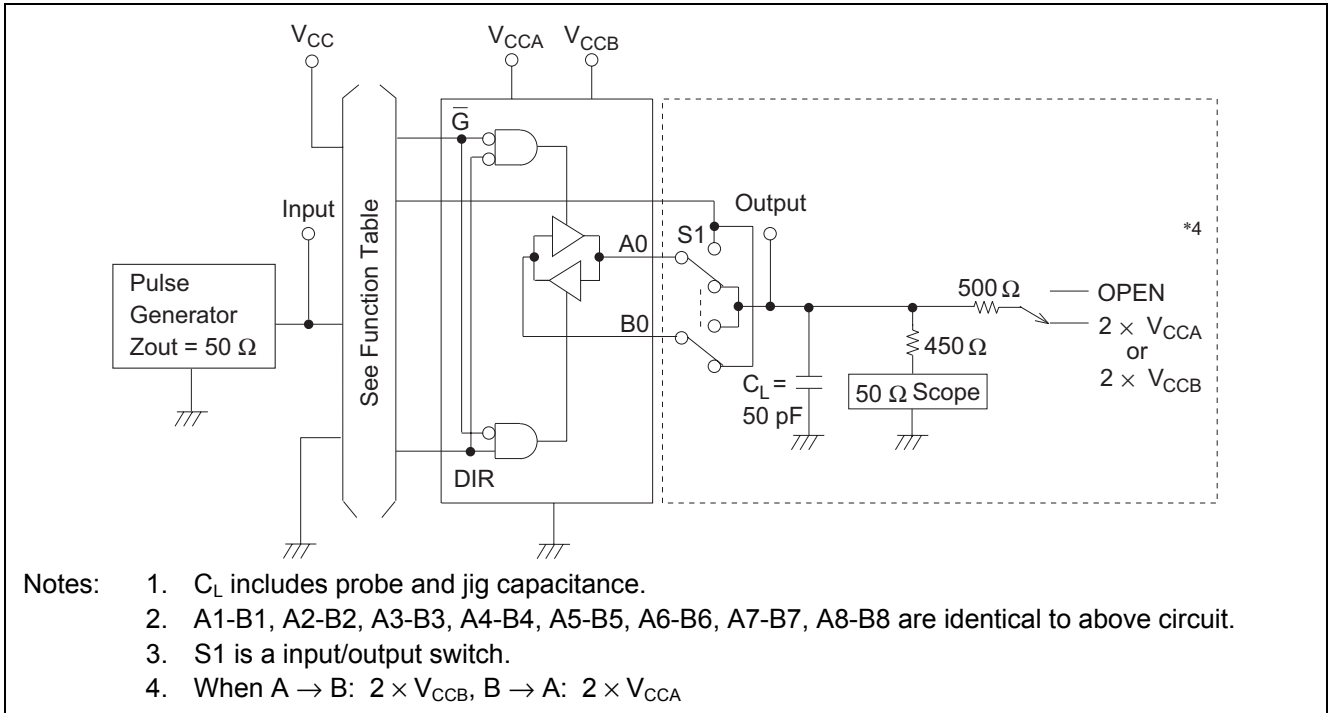 VCC
VCCA
VCCB
G̅
Input
See Function Table
Pulse
Generator
Zout = 50 Ω
A0
S1
Output
*4
B0
500 Ω
OPEN
2 × VCCA
or
2 × VCCB
450 Ω
CL =
50 pF
50 Ω Scope
DIR
Notes: 1. CL includes probe and jig capacitance.
2. A1-B1, A2-B2, A3-B3, A4-B4, A5-B5, A6-B6, A7-B7, A8-B8 are identical to above circuit.
3. S1 is a input/output switch.
4. When A → B: 2 × VCCB, B → A: 2 × VCCA